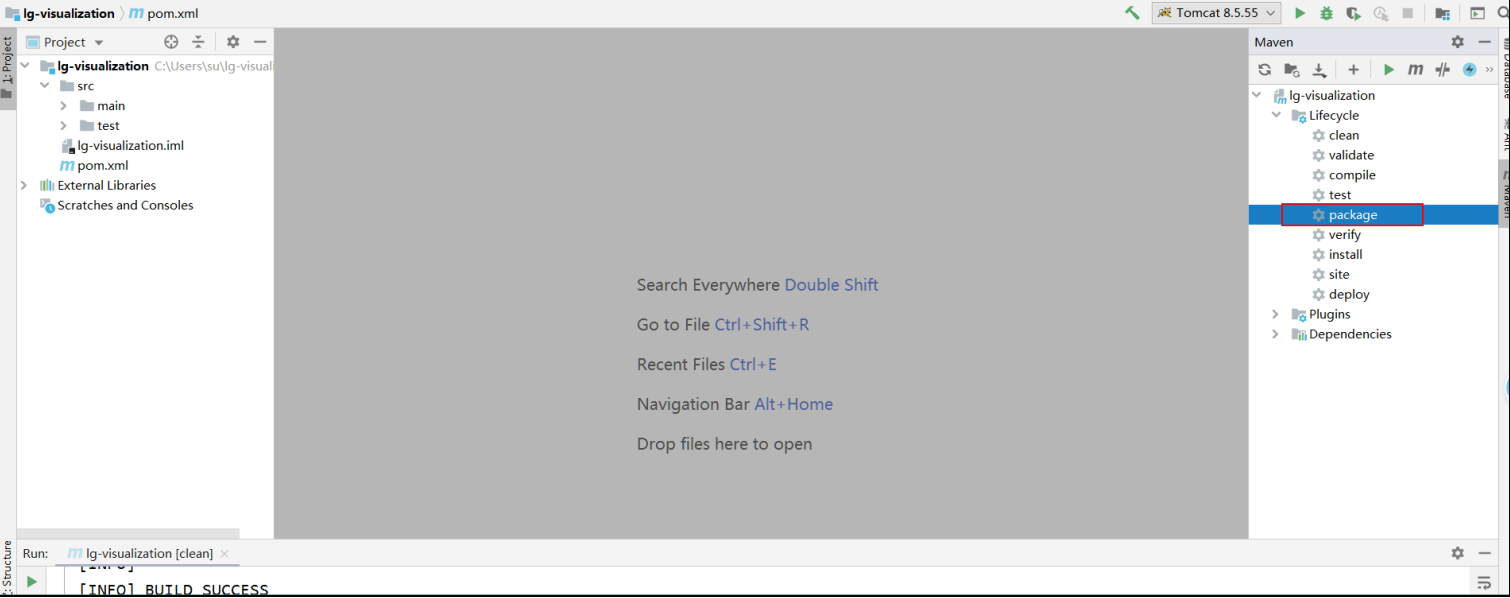 lg-visualization pom.xml
Tomcat 8.5.55
1: Project
Project
lg-visualization C:\Users\su\lg-visuali
src
main
test
lg-visualization.iml
pom.xml
External Libraries
Scratches and Consoles
Search Everywhere Double Shift
Go to File Ctrl+Shift+R
Recent Files Ctrl+E
Navigation Bar Alt+Home
Drop files here to open
Maven
lg-visualization
Lifecycle
clean
validate
compile
test
package
verify
install
site
deploy
Plugins
Dependencies
Database
Ant
Maven
Structure
Run: lg-visualization [clean]
[INFO]
[INFO] BUILD SUCCESS